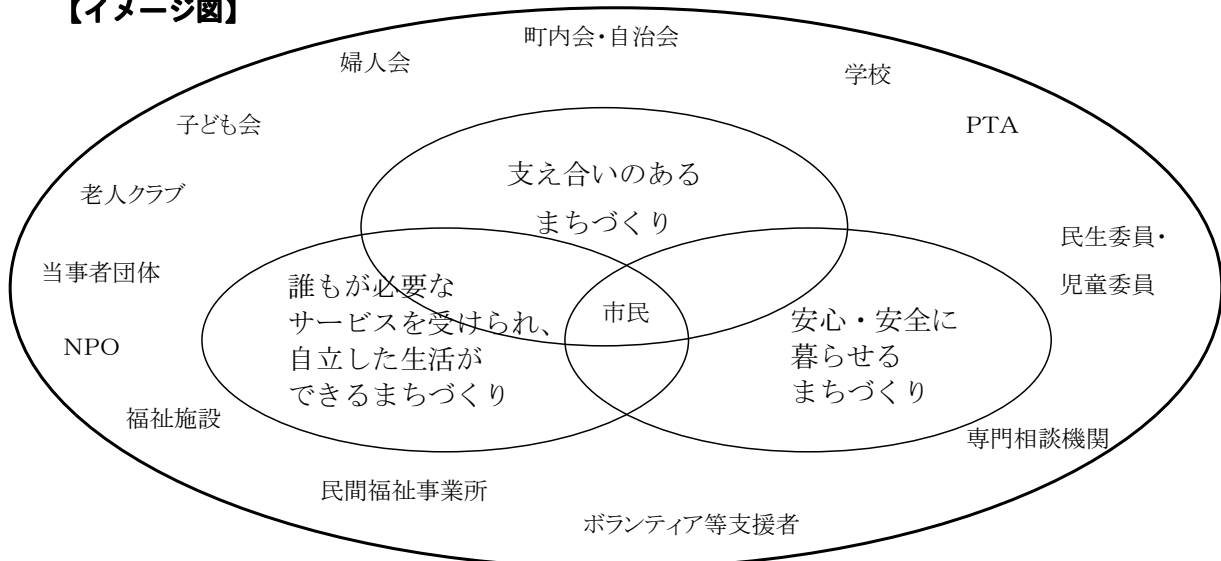 【イメージ図】
町内会・自治会
婦人会
学校
子ども会
PTA
支え合いのある
まちづくり
老人クラブ
民生委員・
児童委員
当事者団体
誰もが必要な
サービスを受けられ、
自立した生活が
できるまちづくり
市民
安心・安全に
暮らせる
まちづくり
NPO
福祉施設
専門相談機関
民間福祉事業所
ボランティア等支援者